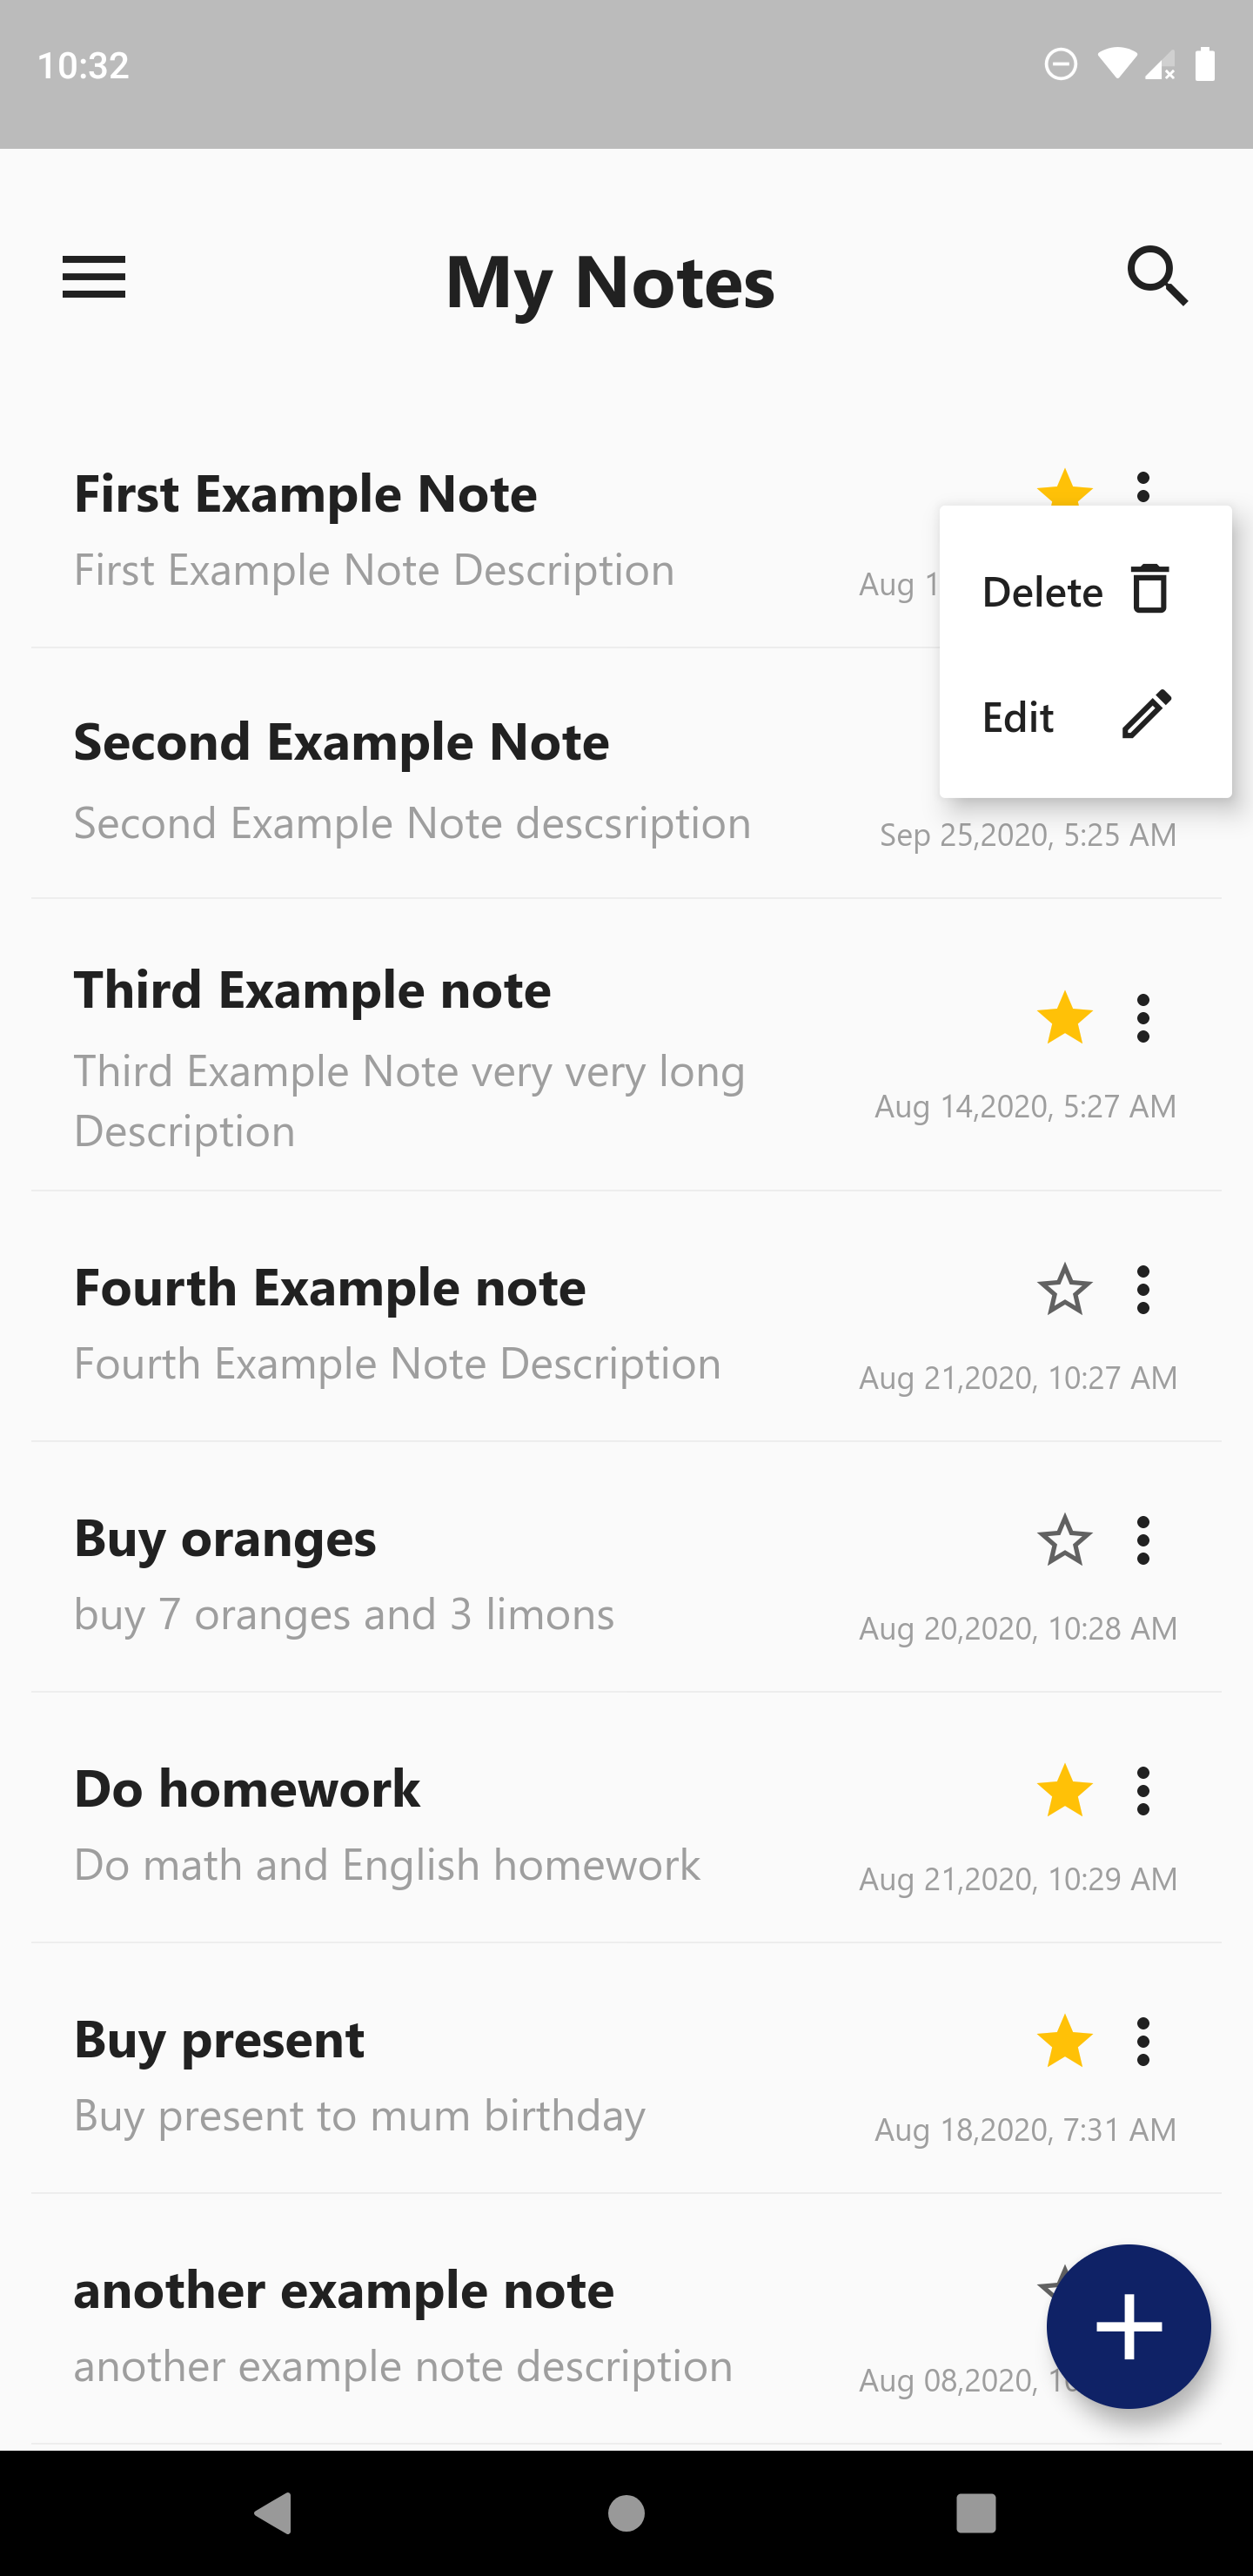 10:32
My Notes
First Example Note
First Example Note Description
Aug 1
Delete
Edit
Second Example Note
Second Example Note descsription
Sep 25,2020, 5:25 AM
Third Example note
Third Example Note very very long
Description
Aug 14,2020, 5:27 AM
Fourth Example note
Fourth Example Note Description
Aug 21,2020, 10:27 AM
Buy oranges
buy 7 oranges and 3 limons
Aug 20,2020, 10:28 AM
Do homework
Do math and English homework
Aug 21,2020, 10:29 AM
Buy present
Buy present to mum birthday
Aug 18,2020, 7:31 AM
another example note
another example note description
Aug 08,2020,